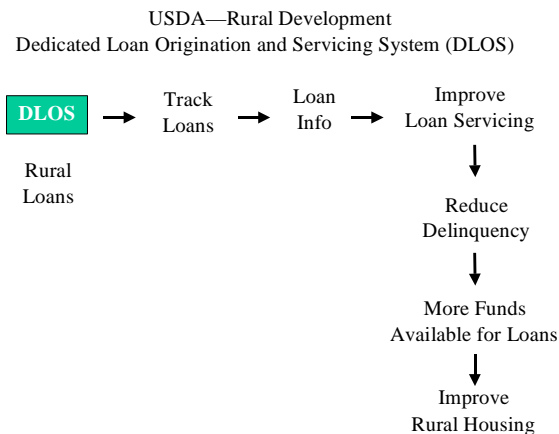 USDA—Rural Development
Dedicated Loan Origination and Servicing System (DLOS)
DLOS
Rural
Loans
Track
Loans
Loan
Info
Improve
Loan Servicing
Reduce
Delinquency
More Funds
Available for Loans
Improve
Rural Housing